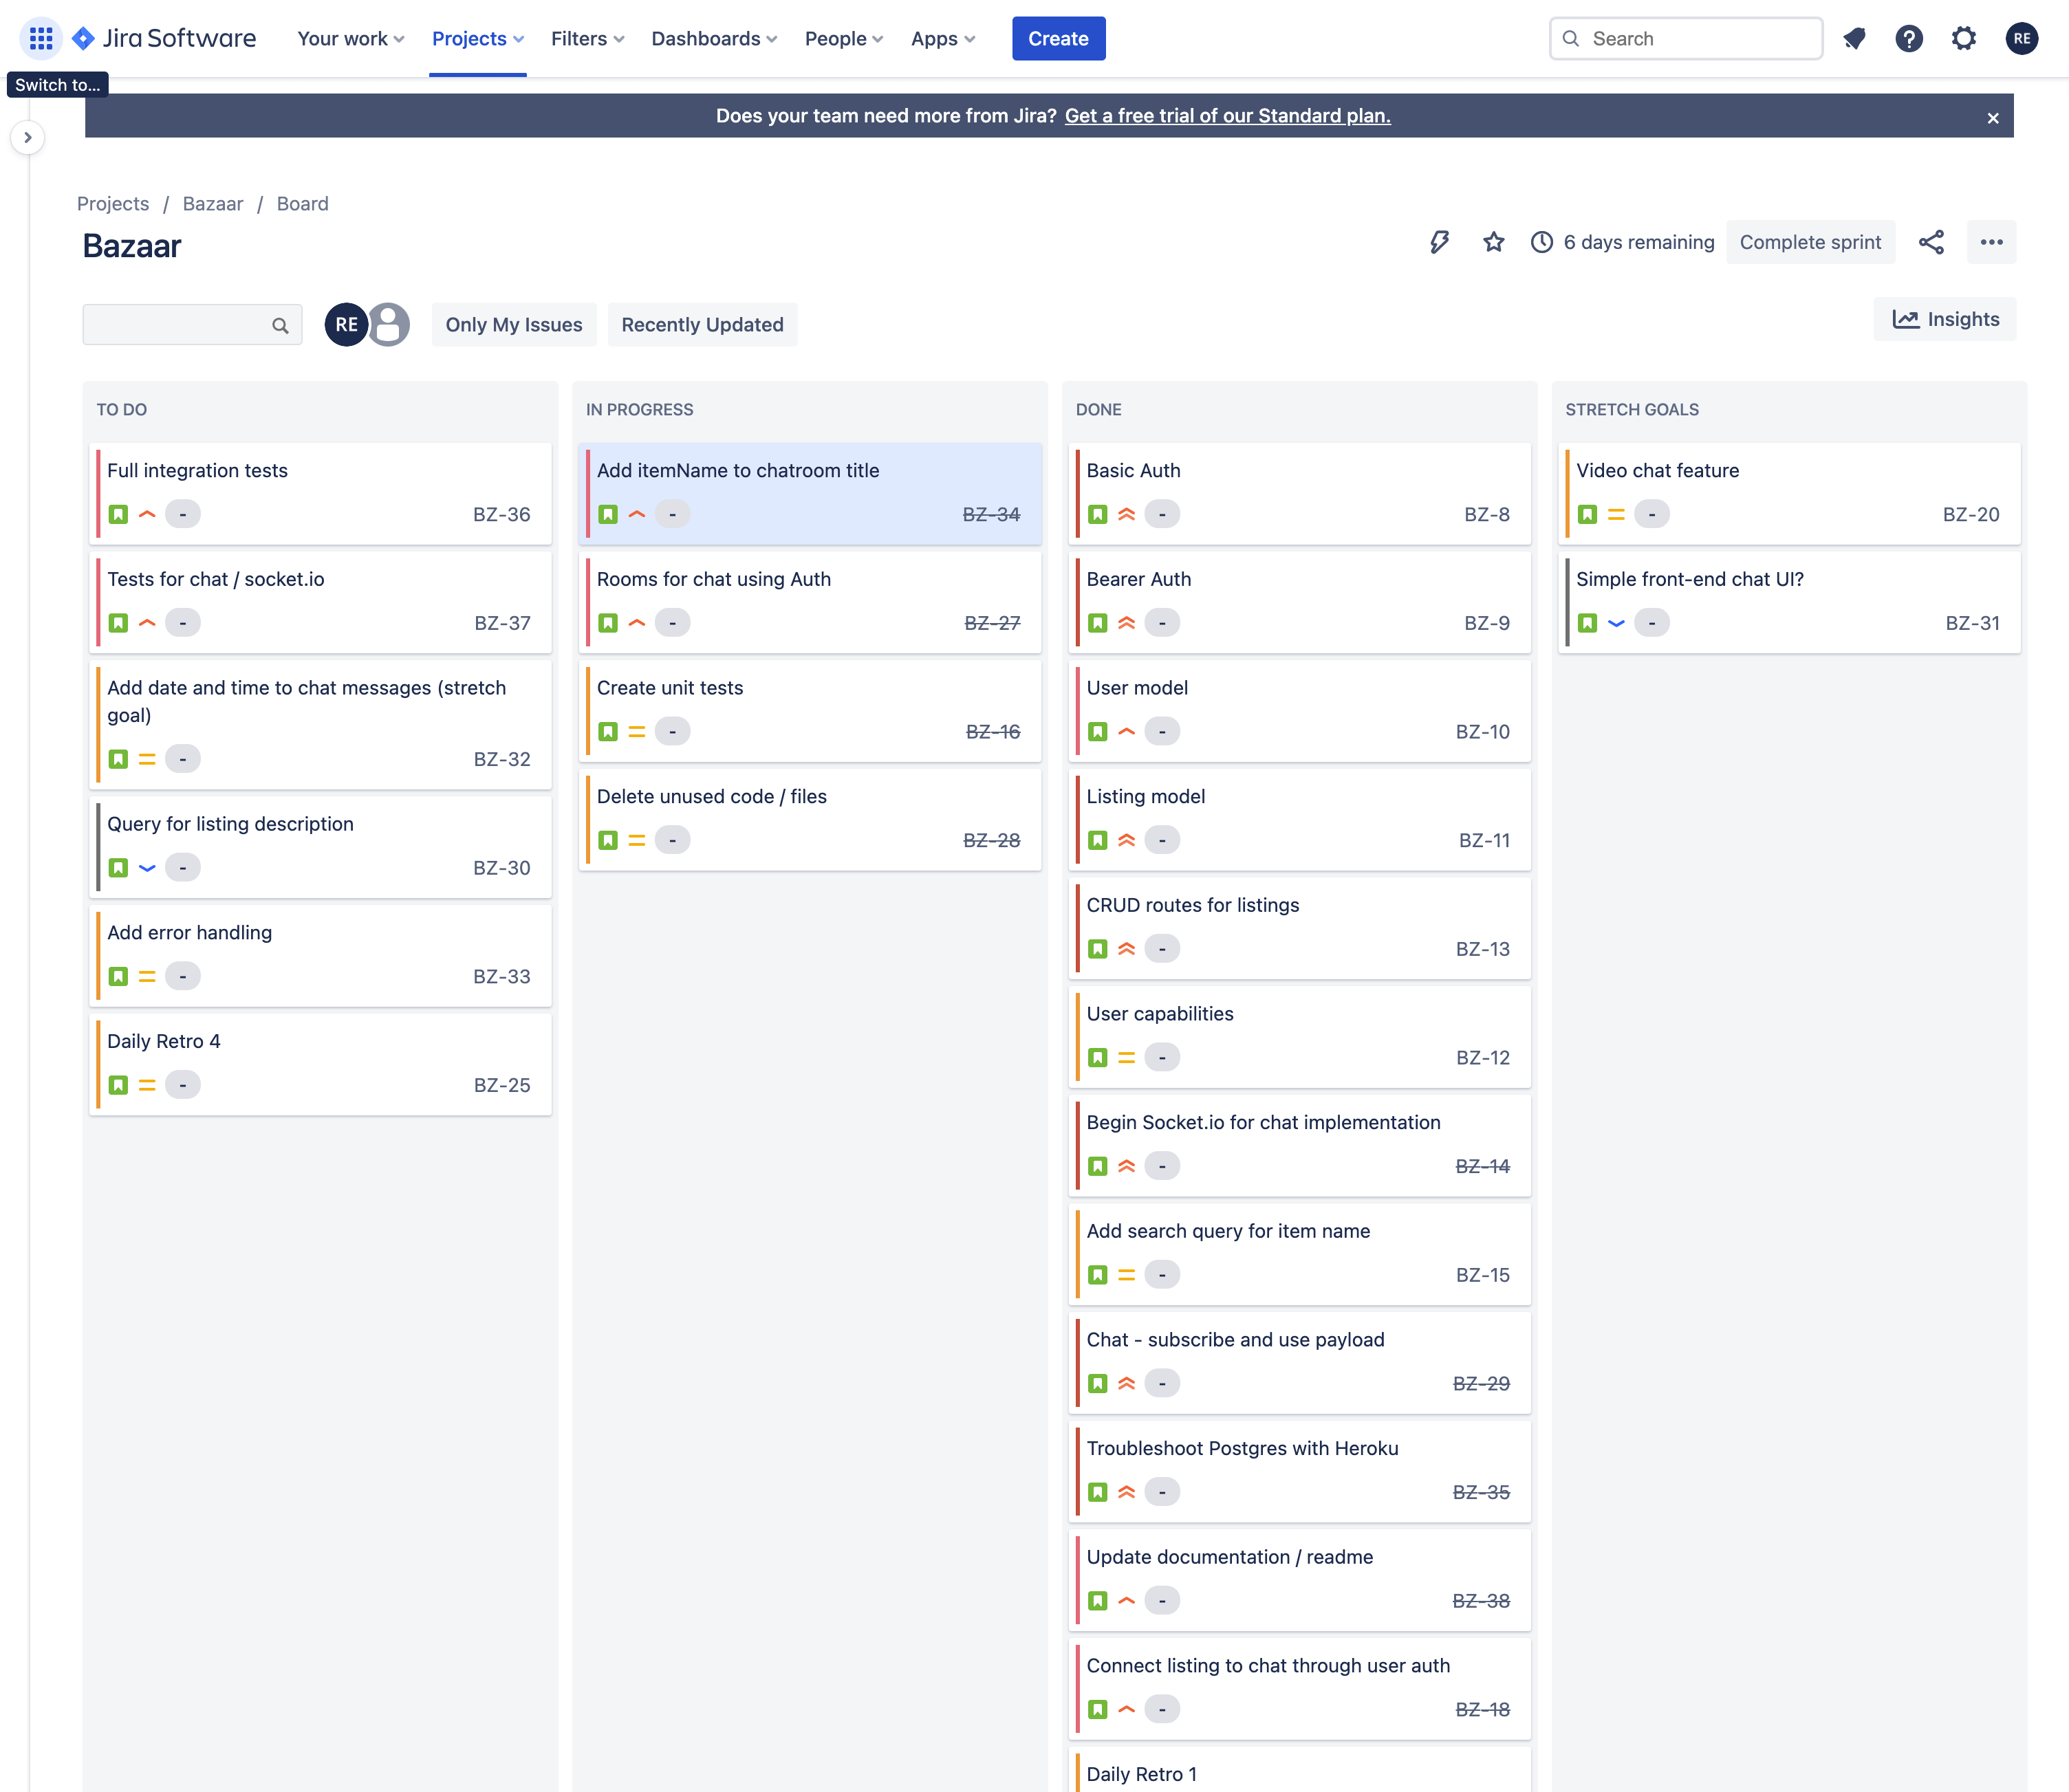 Jira Software
Your work
Projects
Filters
Dashboards
People
Apps
Create
Search
RE
Switch to...
Does your team need more from Jira? Get a free trial of our Standard plan.
Projects / Bazaar / Board
Bazaar
6 days remaining
Complete sprint
RE
Only My Issues
Recently Updated
Insights
TO DO
Full integration tests
- BZ-36
Tests for chat / socket.io
- BZ-37
Add date and time to chat messages (stretch
goal)
- BZ-32
Query for listing description
- BZ-30
Add error handling
- BZ-33
Daily Retro 4
- BZ-25
IN PROGRESS
Add itemName to chatroom title
- BZ-34
Rooms for chat using Auth
- BZ-27
Create unit tests
- BZ-16
Delete unused code / files
- BZ-28
DONE
Basic Auth
- BZ-8
Bearer Auth
- BZ-9
User model
- BZ-10
Listing model
- BZ-11
CRUD routes for listings
- BZ-13
User capabilities
- BZ-12
Begin Socket.io for chat implementation
- BZ-14
Add search query for item name
- BZ-15
Chat - subscribe and use payload
- BZ-29
Troubleshoot Postgres with Heroku
- BZ-35
Update documentation / readme
- BZ-38
Connect listing to chat through user auth
- BZ-18
Daily Retro 1
STRETCH GOALS
Video chat feature
- BZ-20
Simple front-end chat UI?
- BZ-31